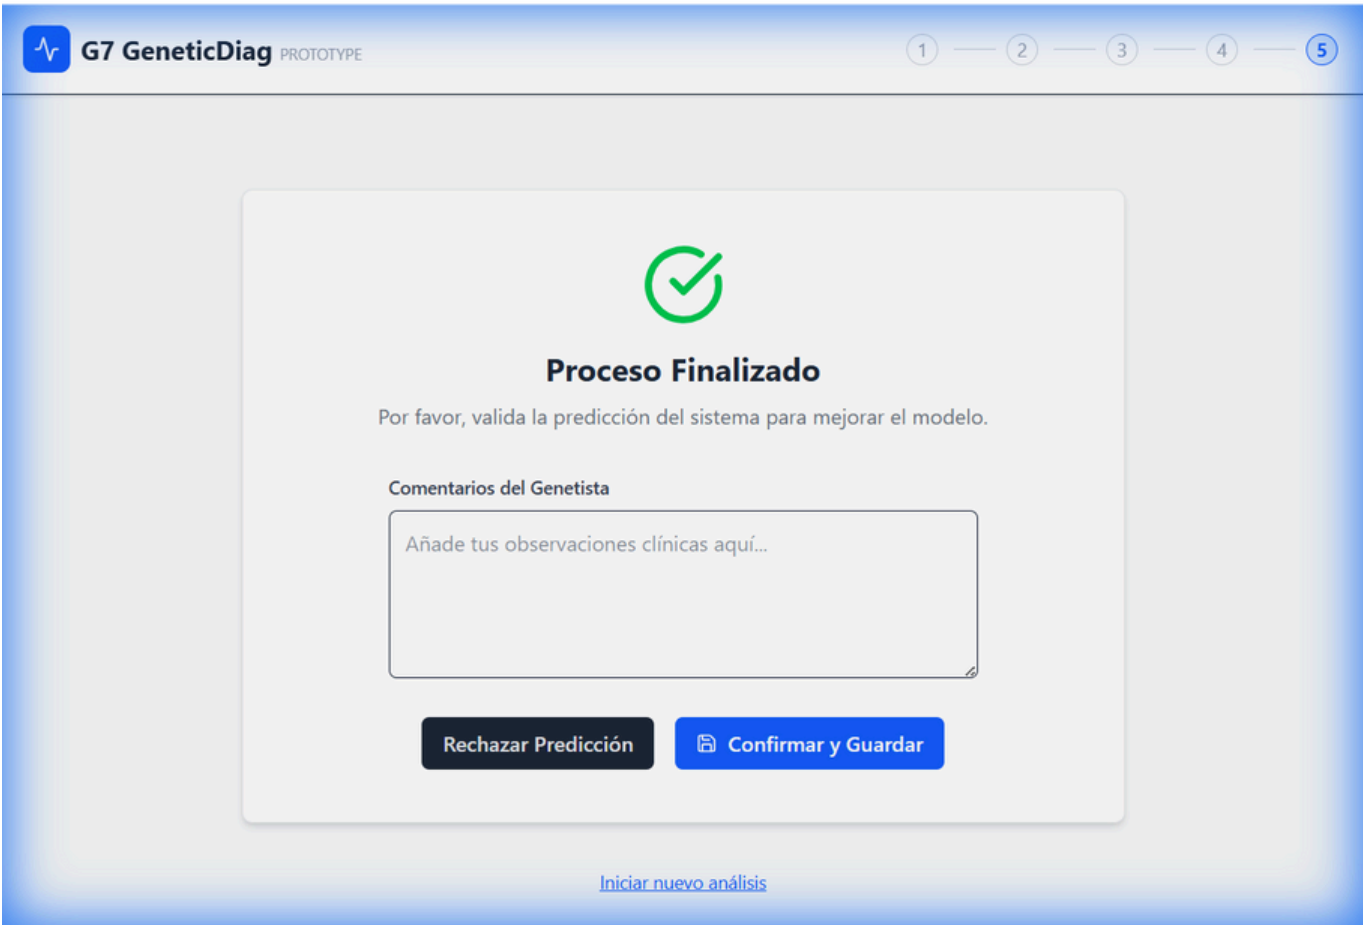 G7 GeneticDiag PROTOTYPE
1 2 3 4 5
Proceso Finalizado
Por favor, valida la predicción del sistema para mejorar el modelo.
Comentarios del Genetista
Añade tus observaciones clínicas aquí...
Rechazar Predicción
Confirmar y Guardar
Iniciar nuevo análisis